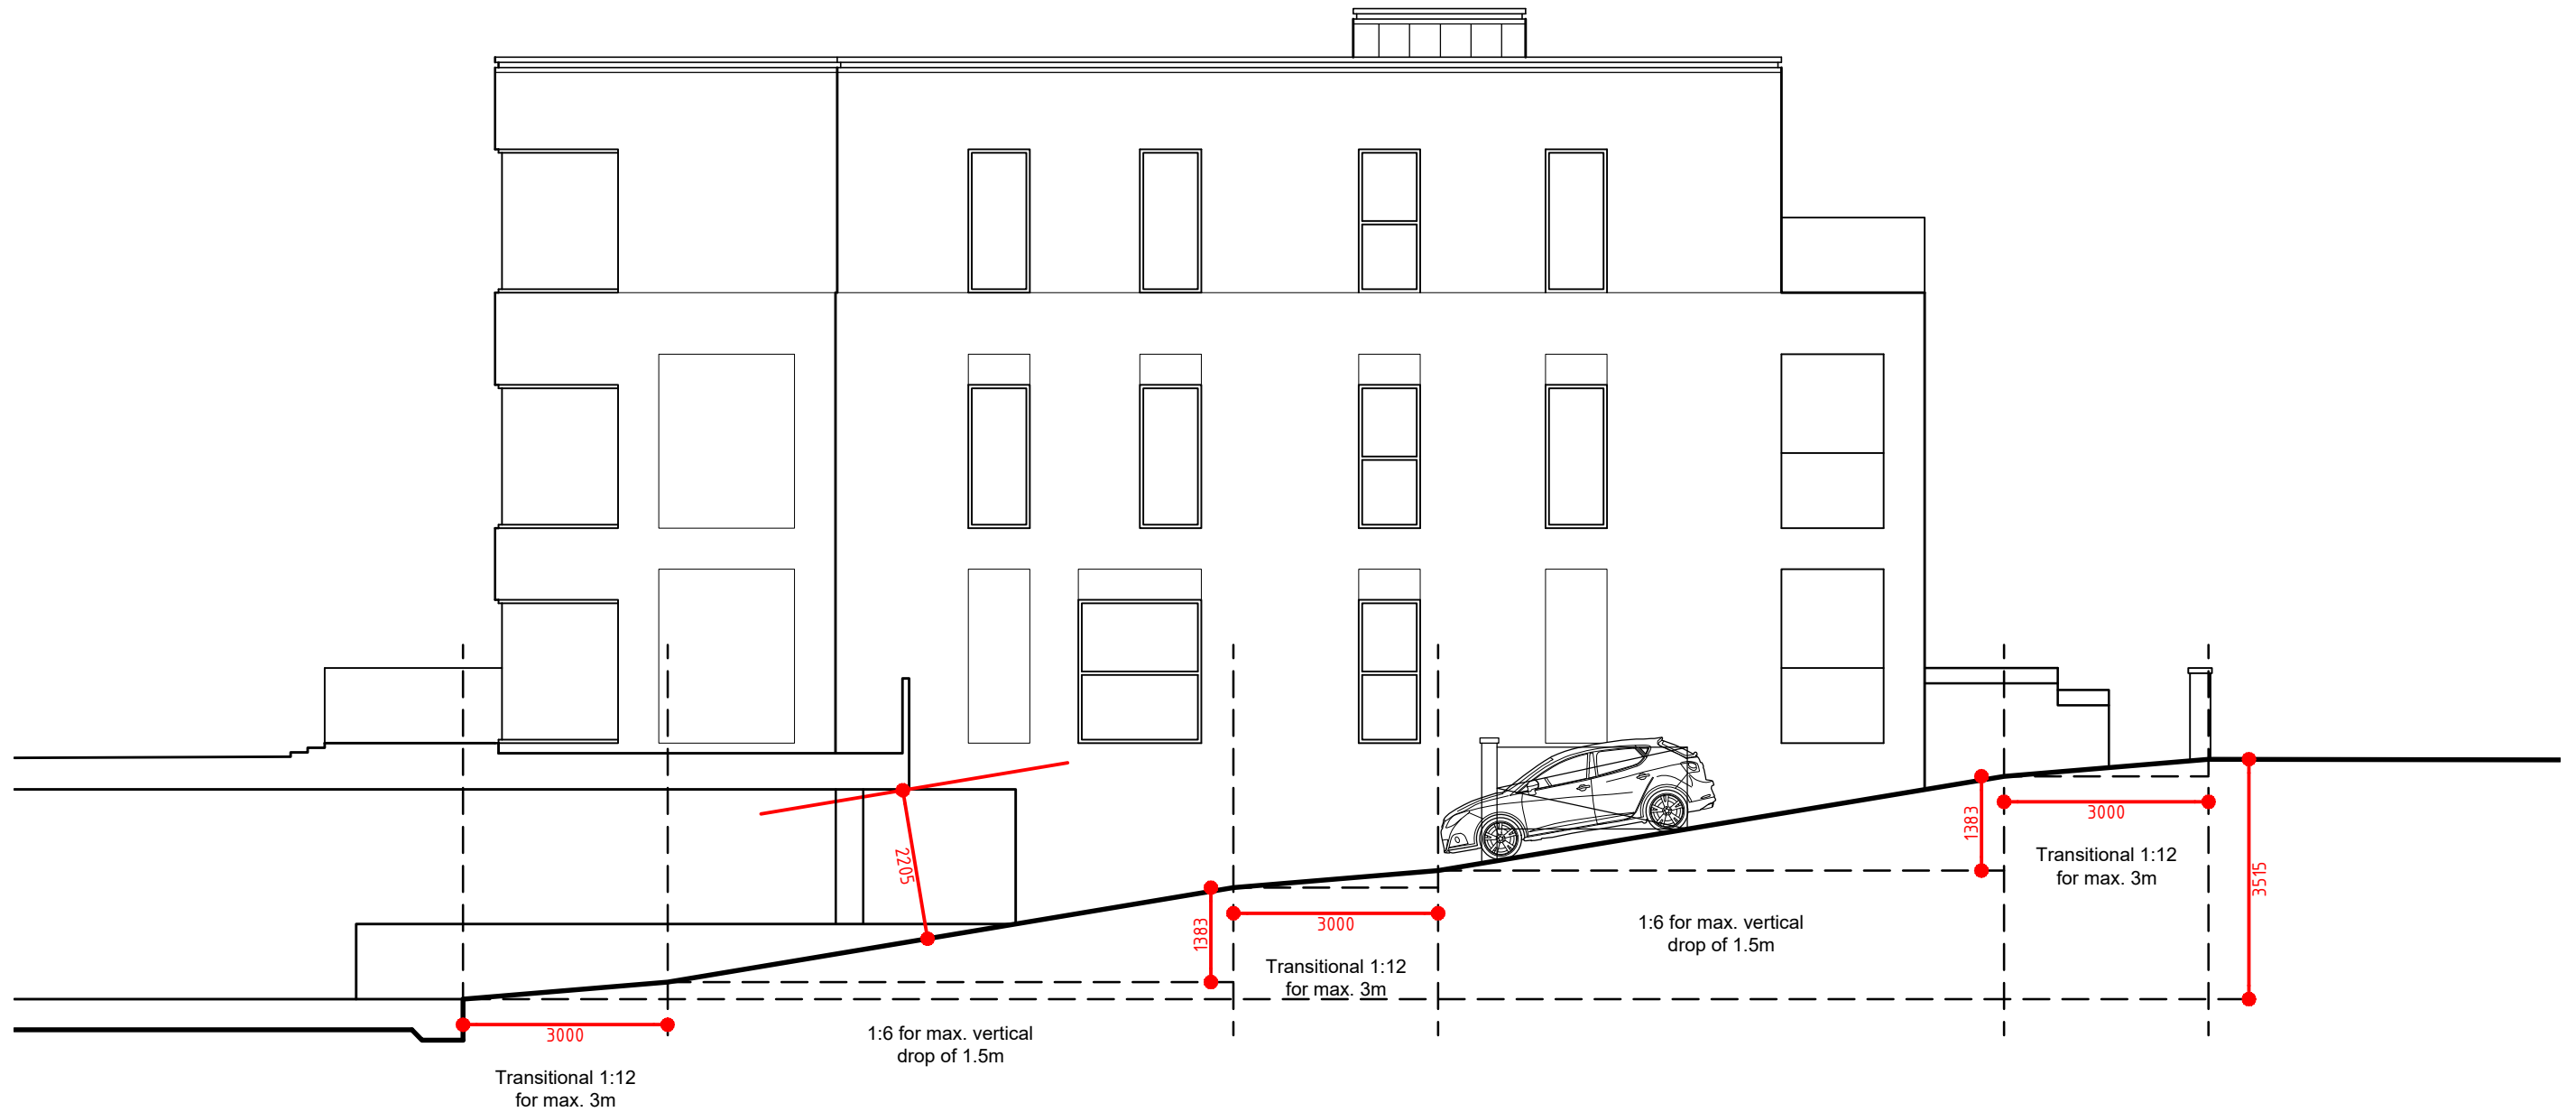 2205
1383
3000
Transitional 1:12
for max. 3m
1383
3000
Transitional 1:12
for max. 3m
3515
1:6 for max. vertical
drop of 1.5m
3000
Transitional 1:12
for max. 3m
1:6 for max. vertical
drop of 1.5m